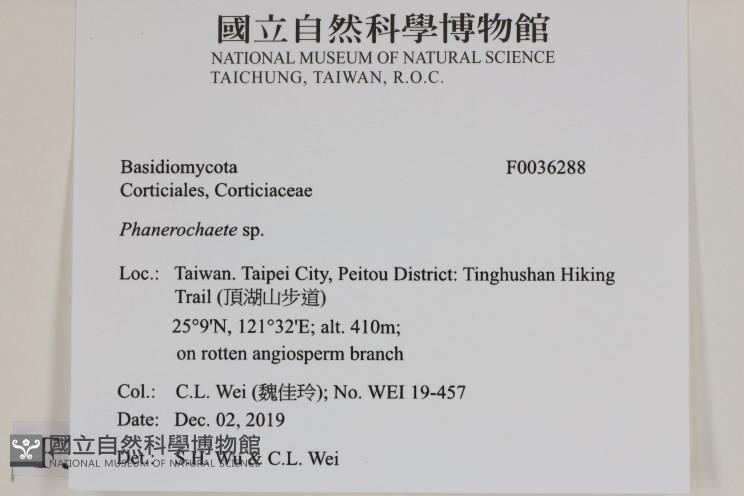 國立自然科學博物館
NATIONAL MUSEUM OF NATURAL SCIENCE
TAICHUNG, TAIWAN, R.O.C.
Basidiomycota F0036288
Corticiales, Corticiaceae
Phanerochaete sp.
Loc.: Taiwan. Taipei City, Peitou District: Tinghushan Hiking
Trail (頂湖山步道)
25°9'N, 121°32'E; alt. 410m;
on rotten angiosperm branch
Col.: C.L. Wei (魏佳玲); No. WEI 19-457
Date: Dec. 02, 2019
Det.: S.H. Wu & C.L. Wei
國立自然科學博物館
NATIONAL MUSEUM OF NATURAL SCIENCE